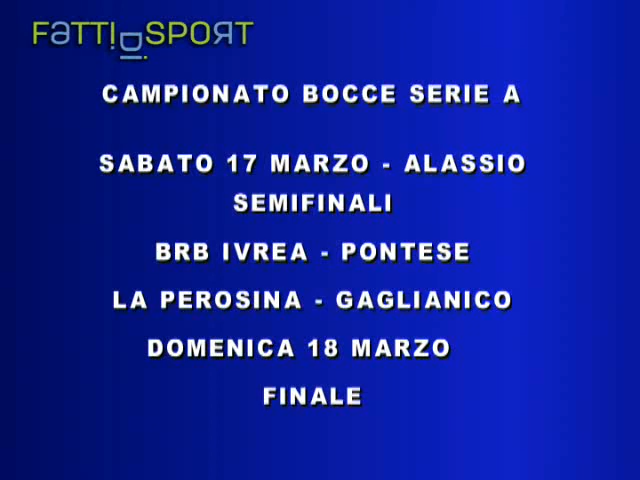 FATTI DI SPORT
CAMPIONATO BOCCE SERIE A
SABATO 17 MARZO - ALASSIO
SEMIFINALI
BRB IVREA - PONTESE
LA PEROSINA - GAGLIANICO
DOMENICA 18 MARZO
FINALE